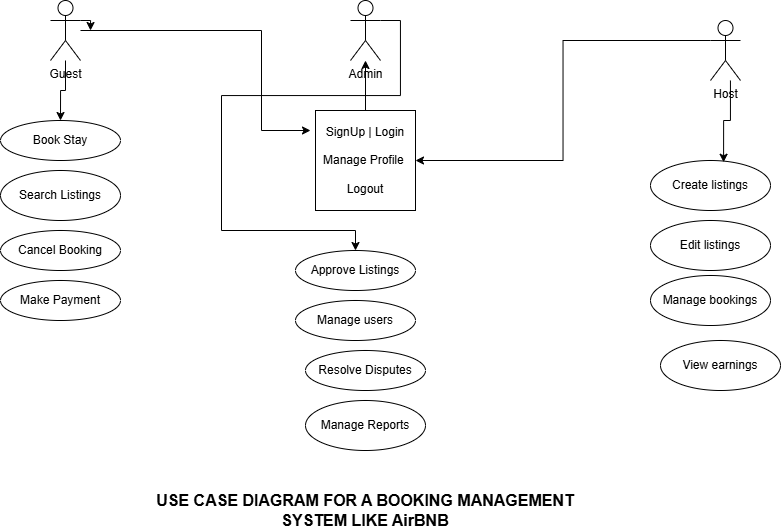 Guest
Admin
Host
SignUp | Login
Manage Profile
Logout
Book Stay
Search Listings
Cancel Booking
Make Payment
Approve Listings
Manage users
Resolve Disputes
Manage Reports
Create listings
Edit listings
Manage bookings
View earnings
USE CASE DIAGRAM FOR A BOOKING MANAGEMENT
SYSTEM LIKE AirBNB